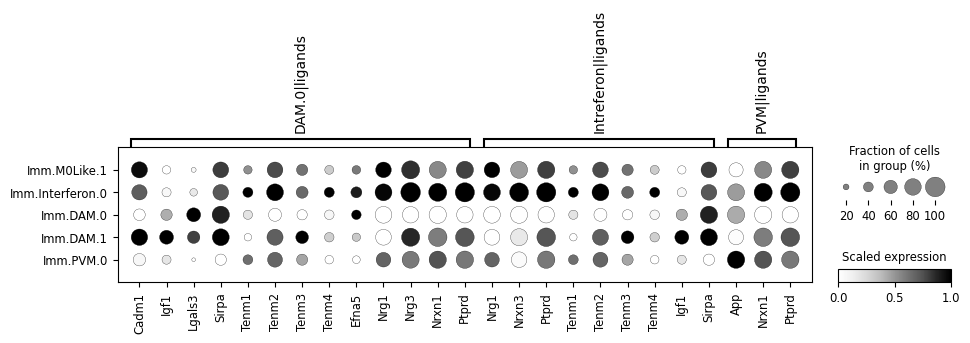 DAM.0|ligands
Intreferon|ligands
PVM|ligands
Imm.M0Like.1
Imm.Interferon.0
Imm.DAM.0
Imm.DAM.1
Imm.PVM.0
Cadm1
Igf1
Lgals3
Sirpa
Tenm1
Tenm2
Tenm3
Tenm4
Efna5
Nrg1
Nrg3
Nrxn1
Ptprd
Nrg1
Nrxn3
Ptprd
Tenm1
Tenm2
Tenm3
Tenm4
Igf1
Sirpa
App
Nrxn1
Ptprd
Fraction of cells
in group (%)
20 40 60 80 100
Scaled expression
0.0 0.5 1.0